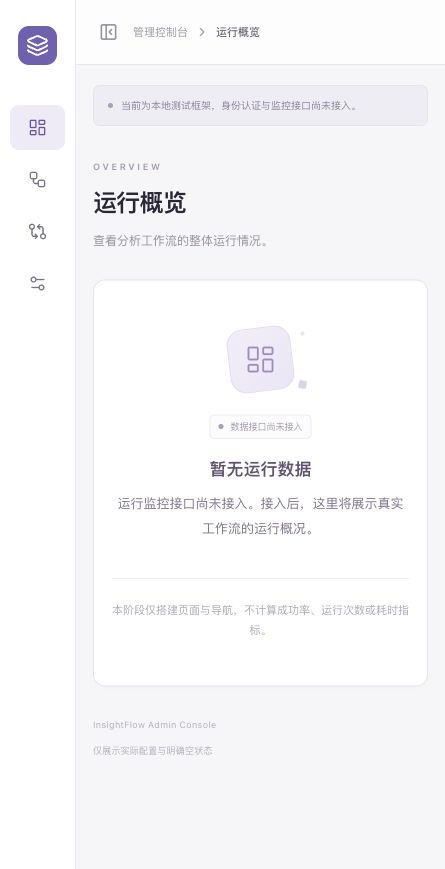 管理控制台 > 运行概览
当前为本地测试框架，身份认证与监控接口尚未接入。
OVERVIEW
运行概览
查看分析工作流的整体运行情况。
数据接口尚未接入
暂无运行数据
运行监控接口尚未接入。接入后，这里将展示真实
工作流的运行概况。
本阶段仅搭建页面与导航，不计算成功率、运行次数或耗时指
标。
InsightFlow Admin Console
仅展示实际配置与明确空状态